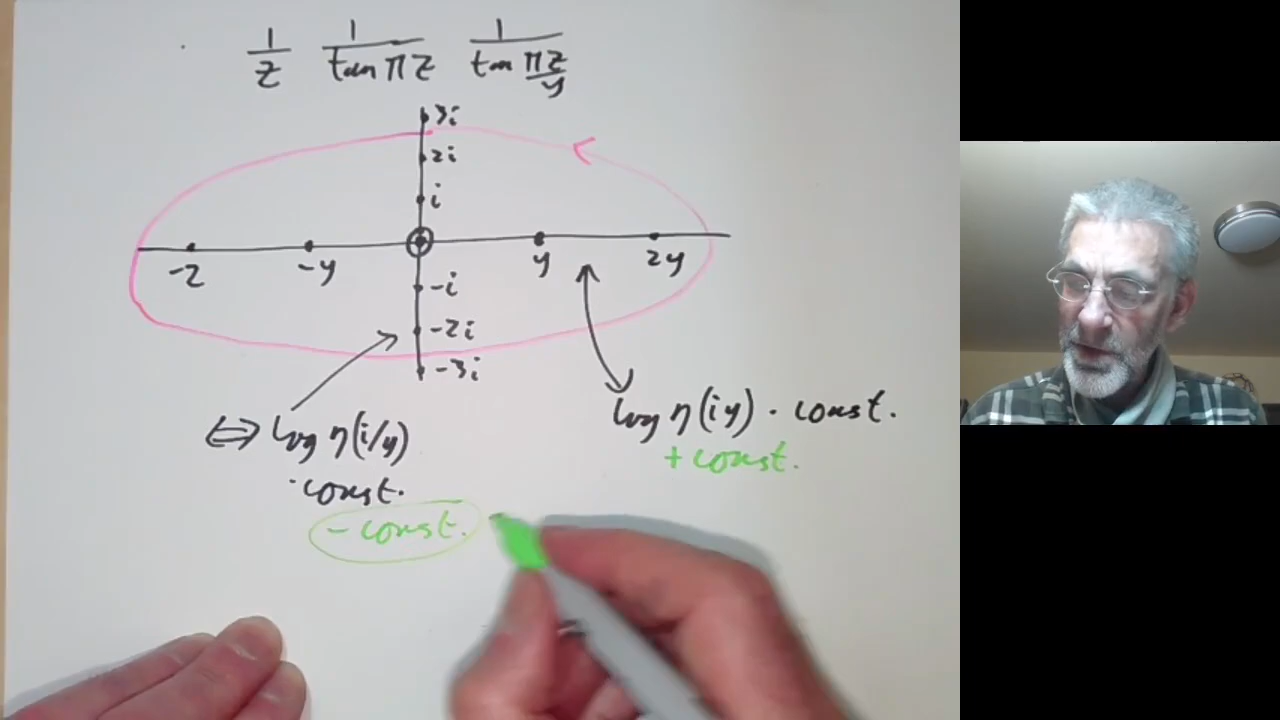 1/z 1/tan πz 1/tan πz/y
3i
2i
i
-2 -y y 2y
-i
-2i
-3i
⟺ log η(i/y)
· const.
- const.
log η(iy) · const.
+ const.